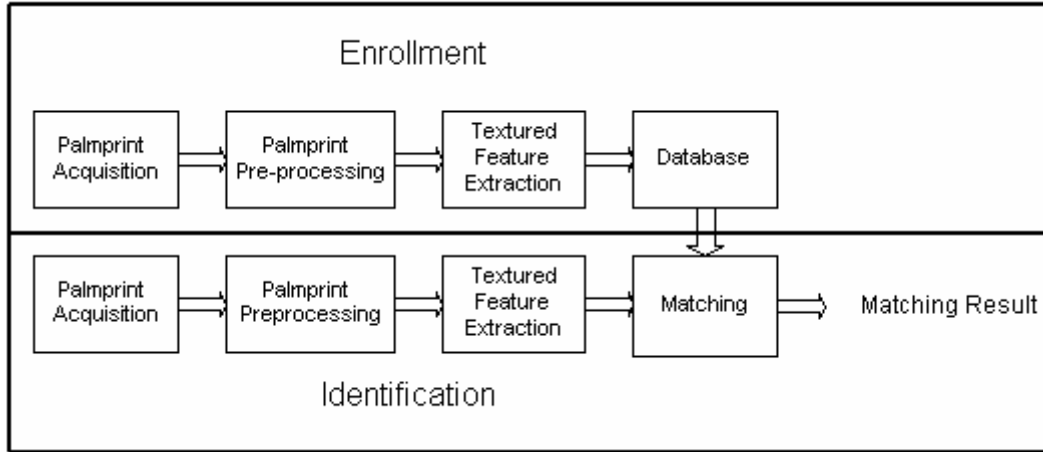 Enrollment
Palmprint
Acquisition
Palmprint
Pre-processing
Textured
Feature
Extraction
Database
Palmprint
Acquisition
Palmprint
Preprocessing
Textured
Feature
Extraction
Matching
Matching Result
Identification